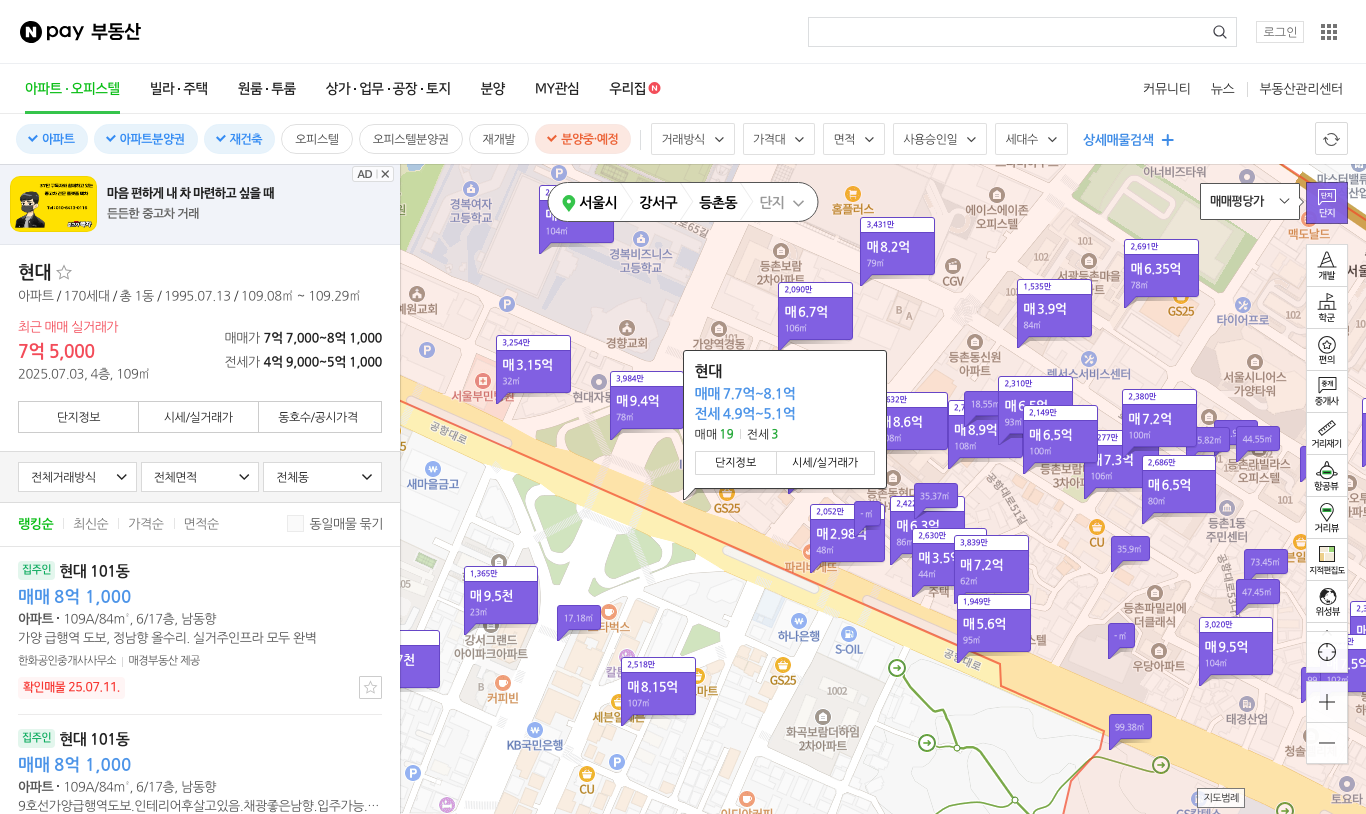 N pay 부동산
로그인
아파트 · 오피스텔
빌라 · 주택
원룸 · 투룸
상가 · 업무 · 공장 · 토지
분양
MY관심
우리집 N
커뮤니티
뉴스
부동산관리센터
아파트
아파트분양권
재건축
오피스텔
오피스텔분양권
재개발
분양중·예정
거래방식
가격대
면적
사용승인일
세대수
상세매물검색
AD
마음 편하게 내 차 마련하고 싶을 때
든든한 중고차 거래
현대
아파트 / 170세대 / 총 1동 / 1995.07.13 / 109.08㎡ ~ 109.29㎡
최근 매매 실거래가
7억 5,000
2025.07.03, 4층, 109㎡
매매가 7억 7,000~8억 1,000
전세가 4억 9,000~5억 1,000
단지정보
시세/실거래가
동호수/공시가격
전체거래방식
전체면적
전체동
랭킹순
최신순
가격순
면적순
동일매물 묶기
집주인 현대 101동
매매 8억 1,000
아파트 · 109A/84㎡, 6/17층, 남동향
가양 급행역 도보, 정남향 올수리. 실거주인프라 모두 완벽
한화공인중개사사무소
매경부동산 제공
확인매물 25.07.11.
집주인 현대 101동
매매 8억 1,000
아파트 · 109A/84㎡, 6/17층, 남동향
9호선가양급행역도보.인테리어후살고있음.채광좋은남향.입주가능.…
서울시
강서구
등촌동
단지
매매평당가
단지
단지
개발
학군
편의
중개
중개사
거리재기
항공뷰
거리뷰
지적편집도
위성뷰
지도범례
현대
매매 7.7억~8.1억
전세 4.9억~5.1억
매매 19
전세 3
단지정보
시세/실거래가
경복여자
고등학교
104㎡
경복비즈니스
고등학교
홈플러스
에이스에이존
오피스텔
아너비즈타워
맥도날드
3,431만
매8.2억
79㎡
등촌보람
2차아파트
CGV
101
서광등촌마을
아파트
2,691만
매6.35억
78㎡
2,090만
매6.7억
106㎡
1,535만
매3.9억
84㎡
GS25
타이어프로
경향교회
가양역경동
3,254만
매3.15억
32㎡
서울부민병원
3,984만
매9.4억
78㎡
등촌동신원
아파트
렉서스서비스센터
서울시니어스
가양타워
공항대로
새마을금고
GS25
매8.6억
매8.9억
108㎡
18.55㎡
2,310만
93㎡
2,149만
매6.5억
100㎡
2,380만
매7.2억
100㎡
44.55㎡
매7.3억
106㎡
2,686만
매6.5억
80㎡
35.37㎡
2,052만
매2.98억
48㎡
- ㎡
매6.3억
2,630만
매3.5억
44㎡
3,839만
매7.2억
62㎡
1,949만
매5.6억
95㎡
CU
35.9㎡
등촌1동
주민센터
73.45㎡
47.45㎡
공항대로51길
등촌파밀리에
더클래식
우당아파트
- ㎡
3,020만
매9.5억
104㎡
태경산업
99.38㎡
토요타
1,365만
매9.5천
23㎡
17.18㎡
강서그랜드
아이파크아파트
커피빈
2,518만
매8.15억
107㎡
KB국민은행
CU
하나은행
S-OIL
GS25
1002
화곡보람더하임
2차아파트
공항대로